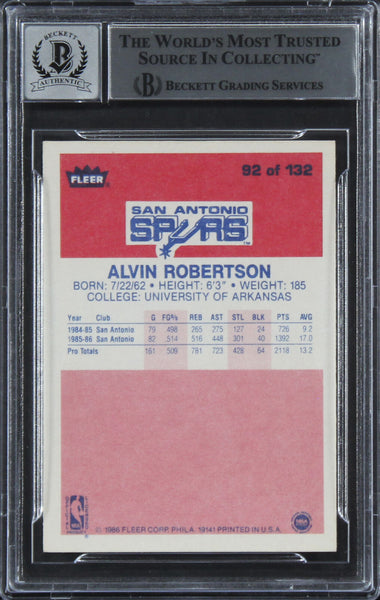 BECKETT
AUTHENTIC
THE WORLD'S MOST TRUSTED
SOURCE IN COLLECTING™
BECKETT GRADING SERVICES
FLEER
92 of 132
SAN ANTONIO
SPURS
™
ALVIN ROBERTSON
BORN: 7/22/62 • HEIGHT: 6'3" • WEIGHT: 185
COLLEGE: UNIVERSITY OF ARKANSAS
Year Club G FG% REB AST STL BLK PTS AVG
1984-85 San Antonio 79 .498 265 275 127 24 726 9.2
1985-86 San Antonio 82 .514 516 448 301 40 1392 17.0
Pro Totals 161 .509 781 723 428 64 2118 13.2
NBA
© 1986 FLEER CORP. PHILA. 19141 PRINTED IN U.S.A.